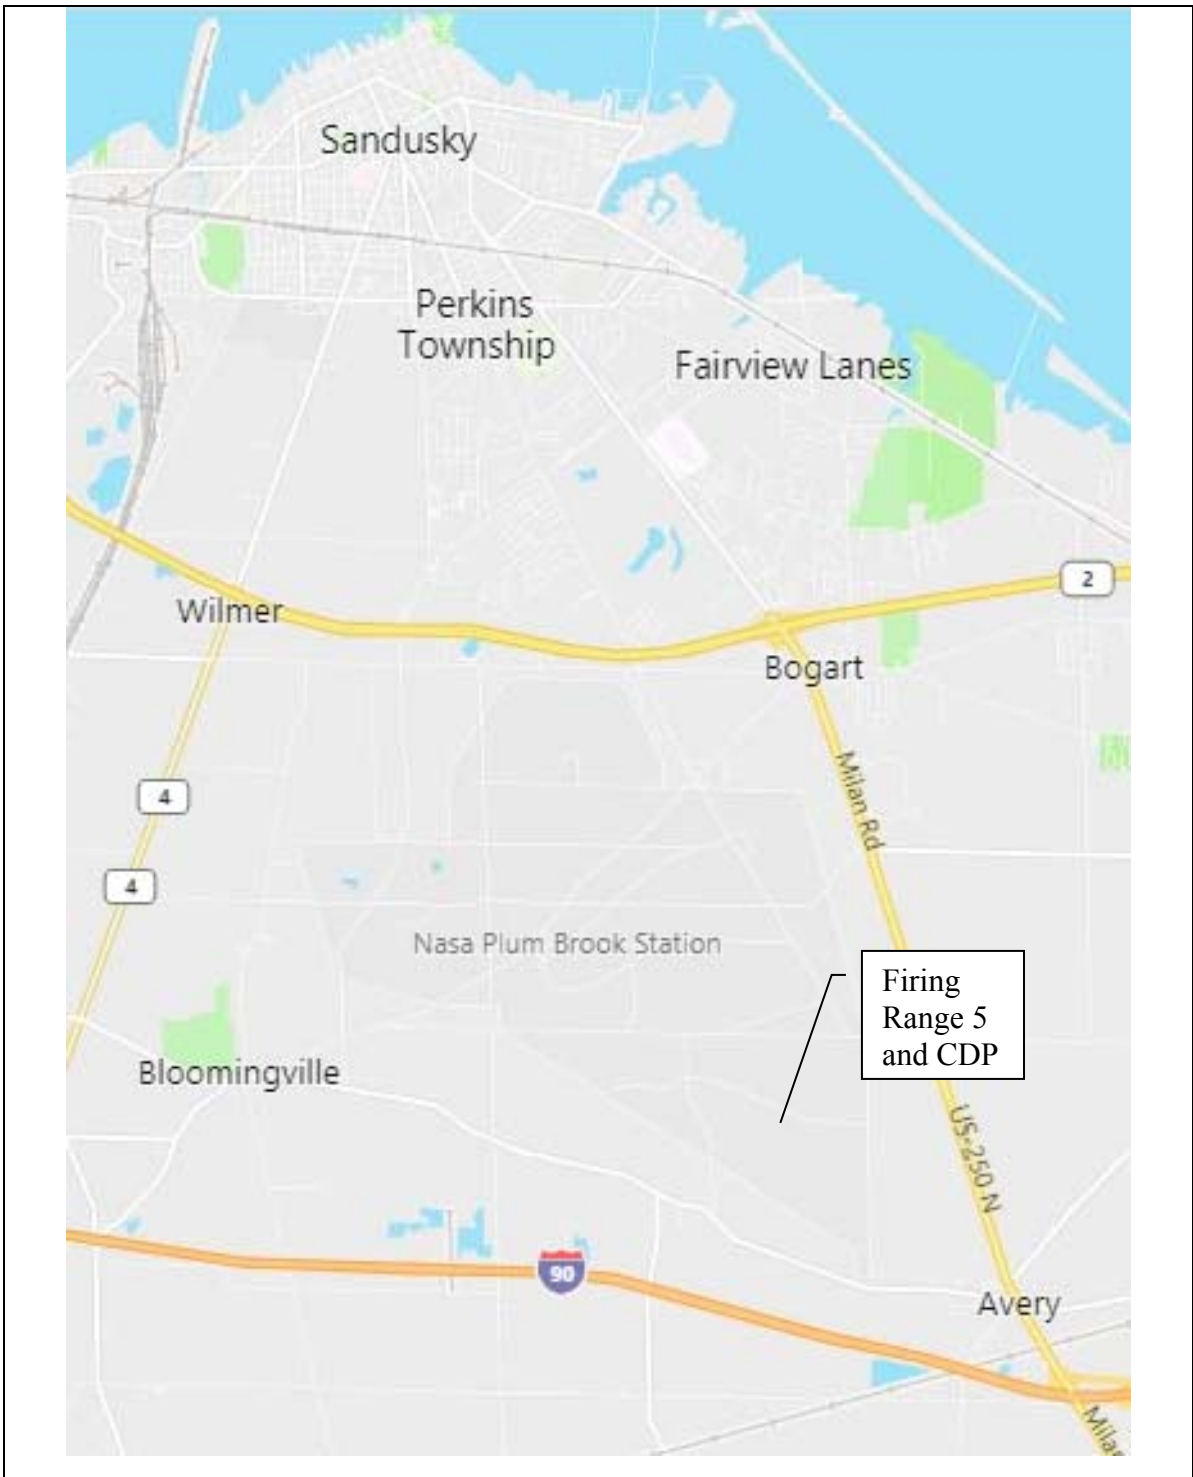 Sandusky
Perkins
Township
Fairview Lanes
2
Wilmer
Bogart
Milan Rd
4
4
Nasa Plum Brook Station
Firing
Range 5
and CDP
Bloomingville
US-250 N
90
Avery